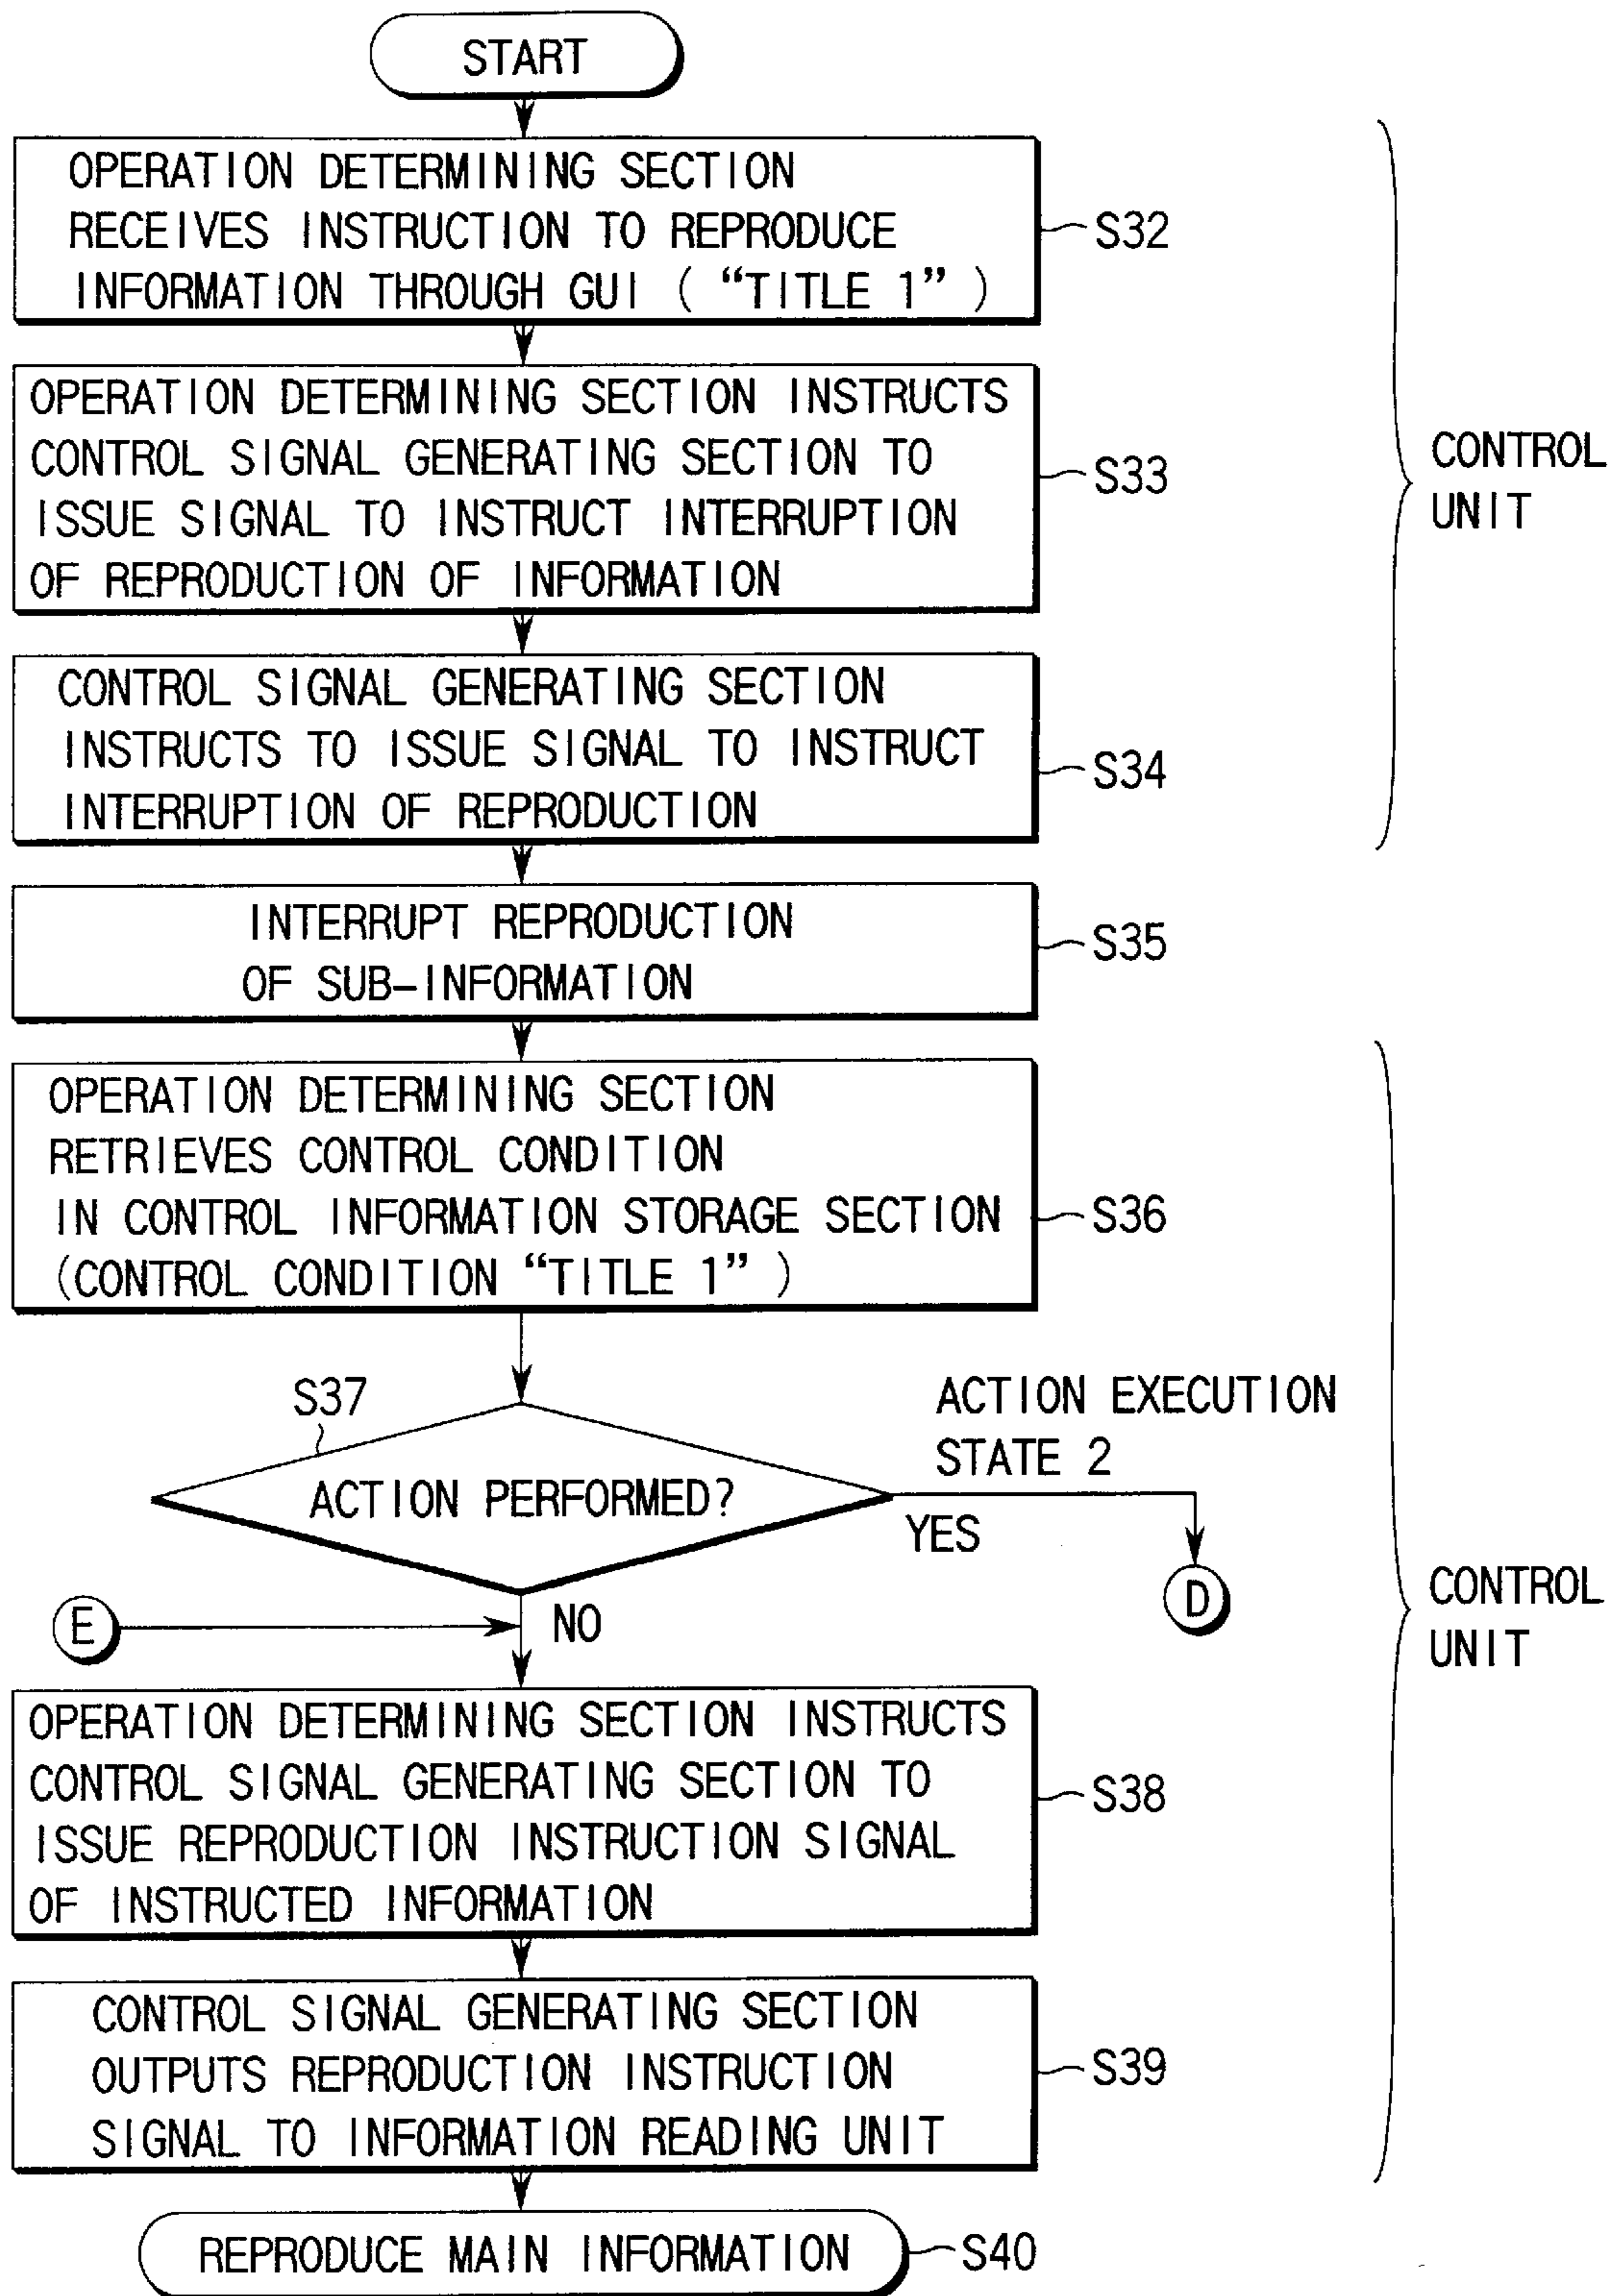 START
OPERATION DETERMINING SECTION
RECEIVES INSTRUCTION TO REPRODUCE
INFORMATION THROUGH GUI ( “TITLE 1” )
S32
OPERATION DETERMINING SECTION INSTRUCTS
CONTROL SIGNAL GENERATING SECTION TO
ISSUE SIGNAL TO INSTRUCT INTERRUPTION
OF REPRODUCTION OF INFORMATION
S33
CONTROL
UNIT
CONTROL SIGNAL GENERATING SECTION
INSTRUCTS TO ISSUE SIGNAL TO INSTRUCT
INTERRUPTION OF REPRODUCTION
S34
INTERRUPT REPRODUCTION
OF SUB-INFORMATION
S35
OPERATION DETERMINING SECTION
RETRIEVES CONTROL CONDITION
IN CONTROL INFORMATION STORAGE SECTION
(CONTROL CONDITION “TITLE 1” )
S36
S37
ACTION PERFORMED?
ACTION EXECUTION
STATE 2
YES
D
CONTROL
UNIT
E
NO
OPERATION DETERMINING SECTION INSTRUCTS
CONTROL SIGNAL GENERATING SECTION TO
ISSUE REPRODUCTION INSTRUCTION SIGNAL
OF INSTRUCTED INFORMATION
S38
CONTROL SIGNAL GENERATING SECTION
OUTPUTS REPRODUCTION INSTRUCTION
SIGNAL TO INFORMATION READING UNIT
S39
REPRODUCE MAIN INFORMATION
S40